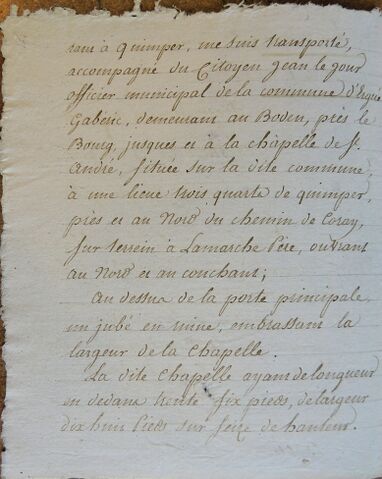 rant à quimper, me suis transporté,
accompagné du Citoyen Jean le jour
officier municipal de la commune d'Ergué
Gabéric, demeurant au Boden, près le
Bourg, jusques et à la chapelle de St.
André, située sur la dite commune,
à une lieue trois quarts de quimper,
près et au Nord du chemin de Coray,
sur terrein à Lamarche Père, ouvrant
au Nord et au couchant;
Au dessus de la porte principale,
un jubé en ruine, embrassant la
largeur de la Chapelle.
La dite Chapelle ayant de longueur
en dedans trente six pieds, de largeur
dix huit Pieds sur seize de hauteur.